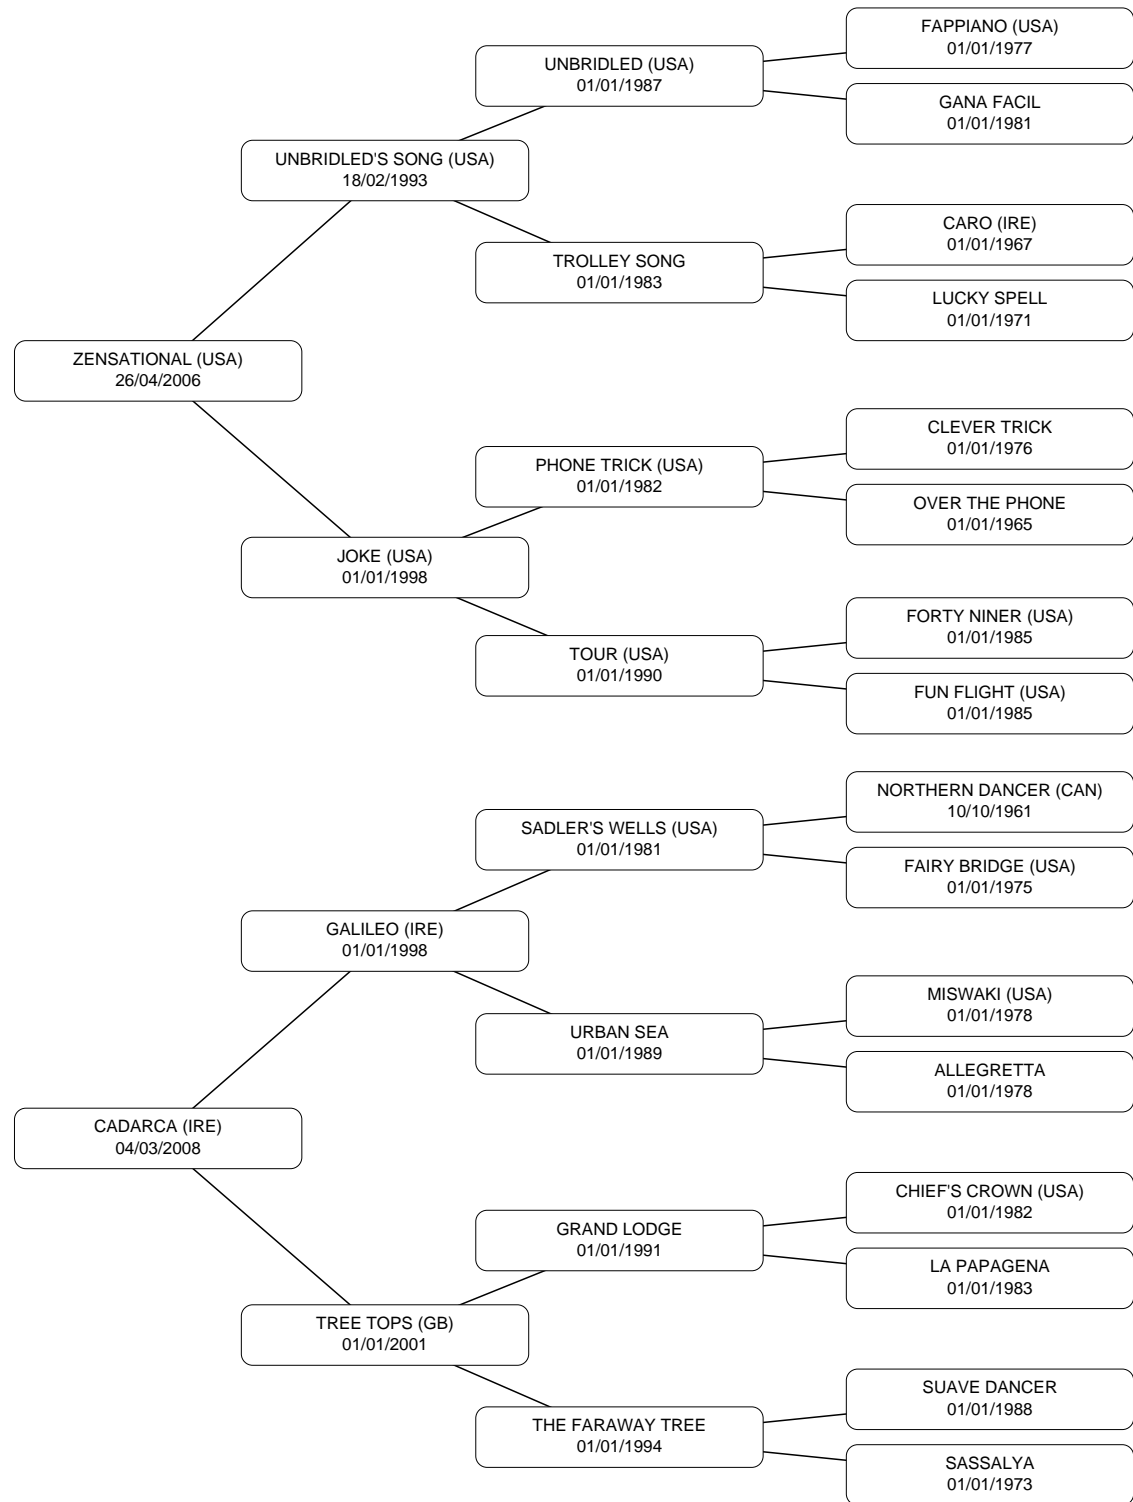 FAPPIANO (USA)
01/01/1977
UNBRIDLED (USA)
01/01/1987
GANA FACIL
01/01/1981
UNBRIDLED'S SONG (USA)
18/02/1993
CARO (IRE)
01/01/1967
TROLLEY SONG
01/01/1983
LUCKY SPELL
01/01/1971
ZENSATIONAL (USA)
26/04/2006
CLEVER TRICK
01/01/1976
PHONE TRICK (USA)
01/01/1982
OVER THE PHONE
01/01/1965
JOKE (USA)
01/01/1998
FORTY NINER (USA)
01/01/1985
TOUR (USA)
01/01/1990
FUN FLIGHT (USA)
01/01/1985
NORTHERN DANCER (CAN)
10/10/1961
SADLER'S WELLS (USA)
01/01/1981
FAIRY BRIDGE (USA)
01/01/1975
GALILEO (IRE)
01/01/1998
MISWAKI (USA)
01/01/1978
URBAN SEA
01/01/1989
ALLEGRETTA
01/01/1978
CADARCA (IRE)
04/03/2008
CHIEF'S CROWN (USA)
01/01/1982
GRAND LODGE
01/01/1991
LA PAPAGENA
01/01/1983
TREE TOPS (GB)
01/01/2001
SUAVE DANCER
01/01/1988
THE FARAWAY TREE
01/01/1994
SASSALYA
01/01/1973